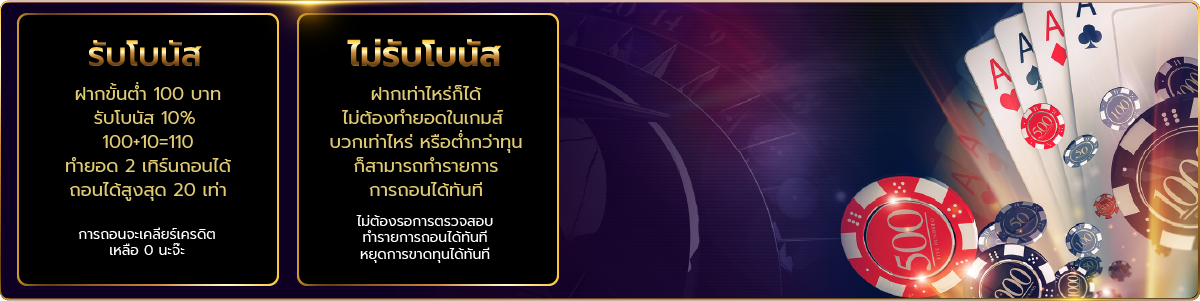 รับโบนัส
ฝากขั้นต่ำ 100 บาท
รับโบนัส 10%
100+10=110
ทำยอด 2 เทิร์นถอนได้
ถอนได้สูงสุด 20 เท่า
การถอนจะเคลียร์เครดิต
เหลือ 0 นะจ๊ะ
ไม่รับโบนัส
ฝากเท่าไหร่ก็ได้
ไม่ต้องทำยอดในเกมส์
บวกเท่าไหร่ หรือต่ำกว่าทุน
ก็สามารถทำรายการ
การถอนได้ทันที
ไม่ต้องรอการตรวจสอบ
ทำรายการถอนได้ทันที
หยุดการขาดทุนได้ทันที
A
A
A
A
500
100
50
500
1000